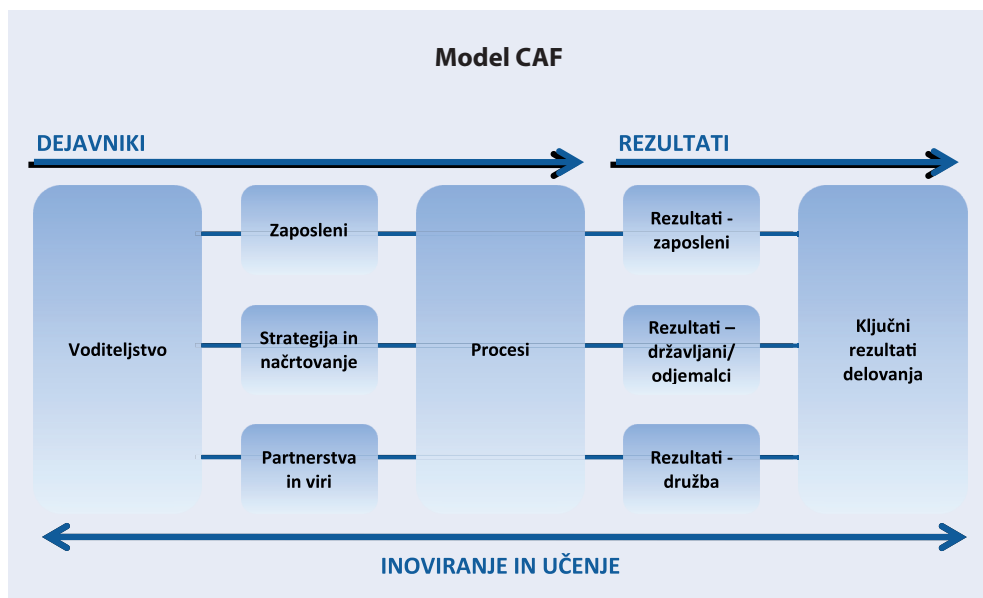 Model CAF
DEJAVNIKI
REZULTATI
Voditeljstvo
Zaposleni
Strategija in
načrtovanje
Partnerstva
in viri
Procesi
Rezultati -
zaposleni
Rezultati –
državljani/
odjemalci
Rezultati -
družba
Ključni
rezultati
delovanja
INOVIRANJE IN UČENJE